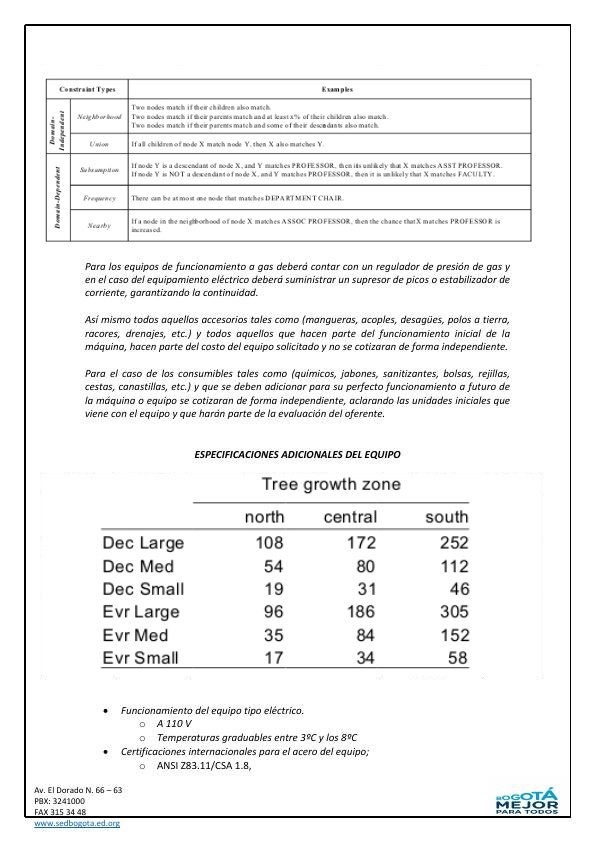 Constraint Types Examples
Domain-Independent
Neighborhood
Two nodes match if their children also match.
Two nodes match if their parents match and at least x% of their children also match.
Two nodes match if their parents match and some of their descendants also match.
Union If all children of node X match node Y, then X also matches Y.
Domain-Dependent
Subsumption
If node Y is a descendant of node X, and Y matches PROFESSOR, then it is unlikely that X matches ASST PROFESSOR.
If node Y is NOT a descendant of node X, and Y matches PROFESSOR, then it is unlikely that X matches FACULTY.
Frequency There can be at most one node that matches DEPARTMENT CHAIR.
Nearby
If a node in the neighborhood of node X matches ASSOC PROFESSOR, then the chance that X matches PROFESSOR is
increased.
Para los equipos de funcionamiento a gas deberá contar con un regulador de presión de gas y
en el caso del equipamiento eléctrico deberá suministrar un supresor de picos o estabilizador de
corriente, garantizando la continuidad.
Así mismo todos aquellos accesorios tales como (mangueras, acoples, desagües, polos a tierra,
racores, drenajes, etc.) y todos aquellos que hacen parte del funcionamiento inicial de la
máquina, hacen parte del costo del equipo solicitado y no se cotizaran de forma independiente.
Para el caso de los consumibles tales como (químicos, jabones, sanitizantes, bolsas, rejillas,
cestas, canastillas, etc.) y que se deben adicionar para su perfecto funcionamiento a futuro de
la máquina o equipo se cotizaran de forma independiente, aclarando las unidades iniciales que
viene con el equipo y que harán parte de la evaluación del oferente.
ESPECIFICACIONES ADICIONALES DEL EQUIPO
Tree growth zone
north central south
Dec Large 108 172 252
Dec Med 54 80 112
Dec Small 19 31 46
Evr Large 96 186 305
Evr Med 35 84 152
Evr Small 17 34 58
• Funcionamiento del equipo tipo eléctrico.
o A 110 V
o Temperaturas graduables entre 3ºC y los 8ºC
• Certificaciones internacionales para el acero del equipo;
o ANSI Z83.11/CSA 1.8,
Av. El Dorado N. 66 – 63
PBX: 3241000
FAX 315 34 48
www.sedbogota.ed.org
BOGOTÁ
MEJOR
PARA TODOS